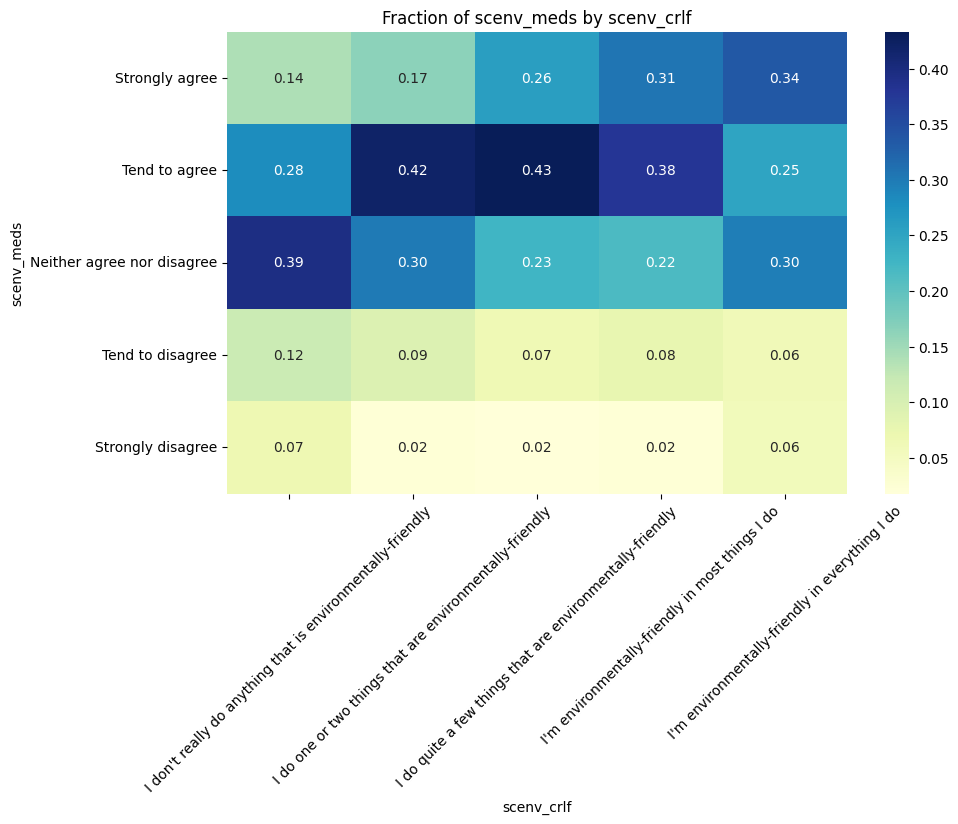 Fraction of scenv_meds by scenv_crlf
scenv_meds
Strongly agree 0.14 0.17 0.26 0.31 0.34
Tend to agree 0.28 0.42 0.43 0.38 0.25
Neither agree nor disagree 0.39 0.30 0.23 0.22 0.30
Tend to disagree 0.12 0.09 0.07 0.08 0.06
Strongly disagree 0.07 0.02 0.02 0.02 0.06
I don't really do anything that is environmentally-friendly
I do one or two things that are environmentally-friendly
I do quite a few things that are environmentally-friendly
I'm environmentally-friendly in most things I do
I'm environmentally-friendly in everything I do
scenv_crlf
0.40
0.35
0.30
0.25
0.20
0.15
0.10
0.05